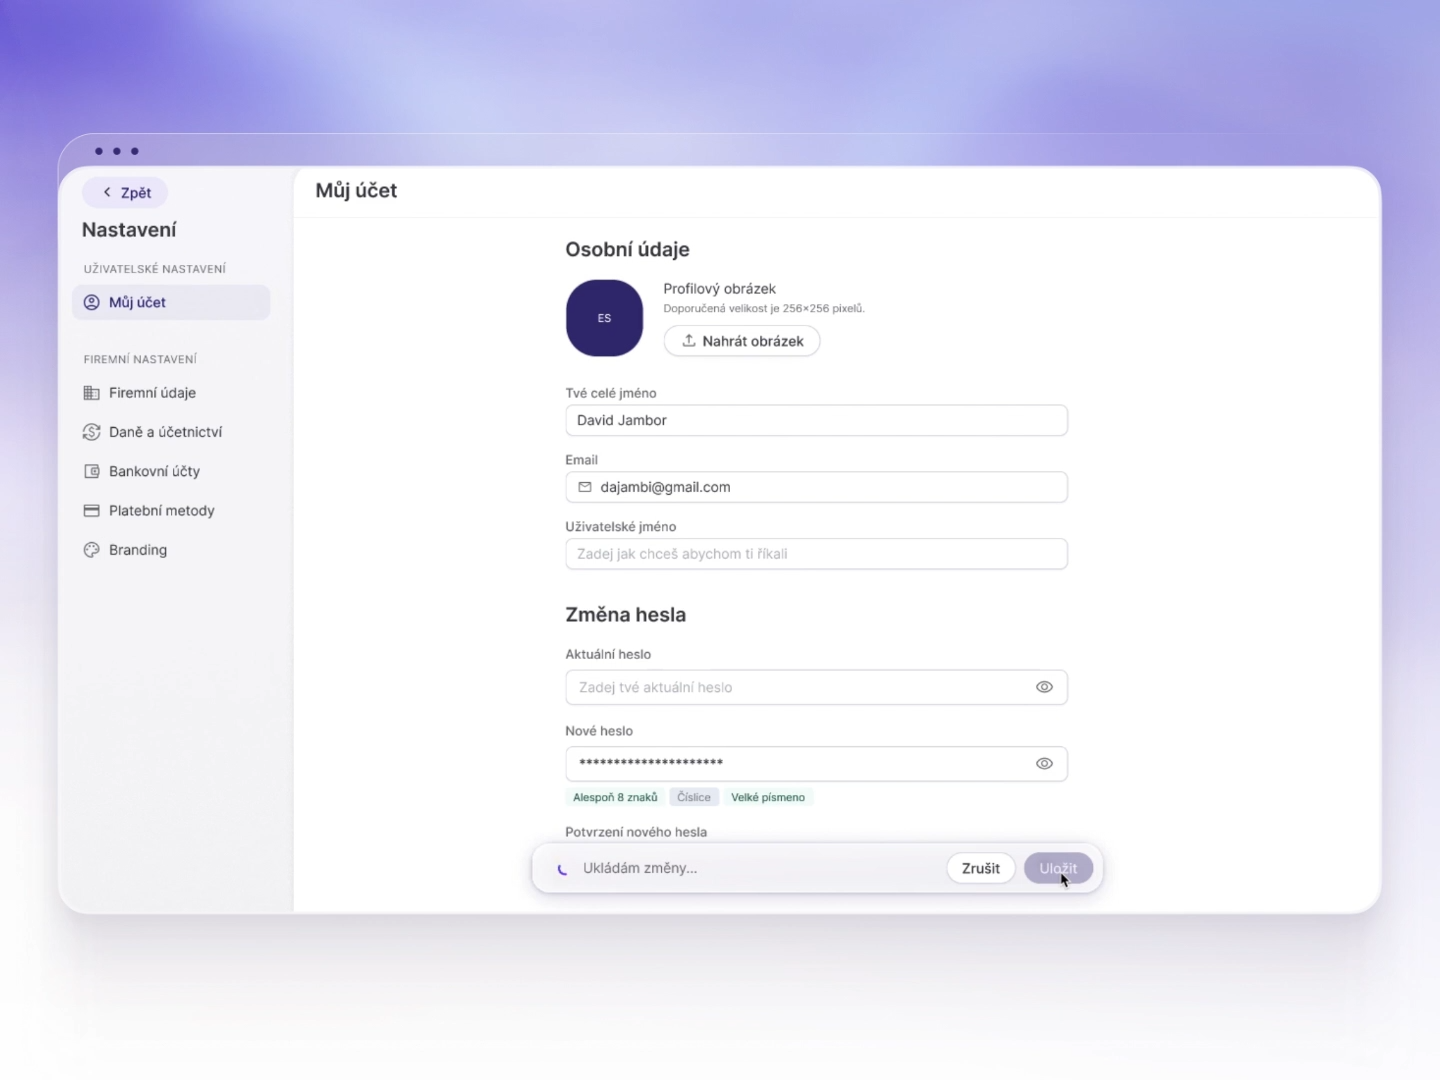 Zpět
Nastavení
UŽIVATELSKÉ NASTAVENÍ
Můj účet
FIREMNÍ NASTAVENÍ
Firemní údaje
Daně a účetnictví
Bankovní účty
Platební metody
Branding
Můj účet
Osobní údaje
ES
Profilový obrázek
Doporučená velikost je 256×256 pixelů.
Nahrát obrázek
Tvé celé jméno
David Jambor
Email
dajambi@gmail.com
Uživatelské jméno
Zadej jak chceš abychom ti říkali
Změna hesla
Aktuální heslo
Zadej tvé aktuální heslo
Nové heslo
*********************
Alespoň 8 znaků Číslice Velké písmeno
Potvrzení nového hesla
Ukládám změny... Zrušit Uložit